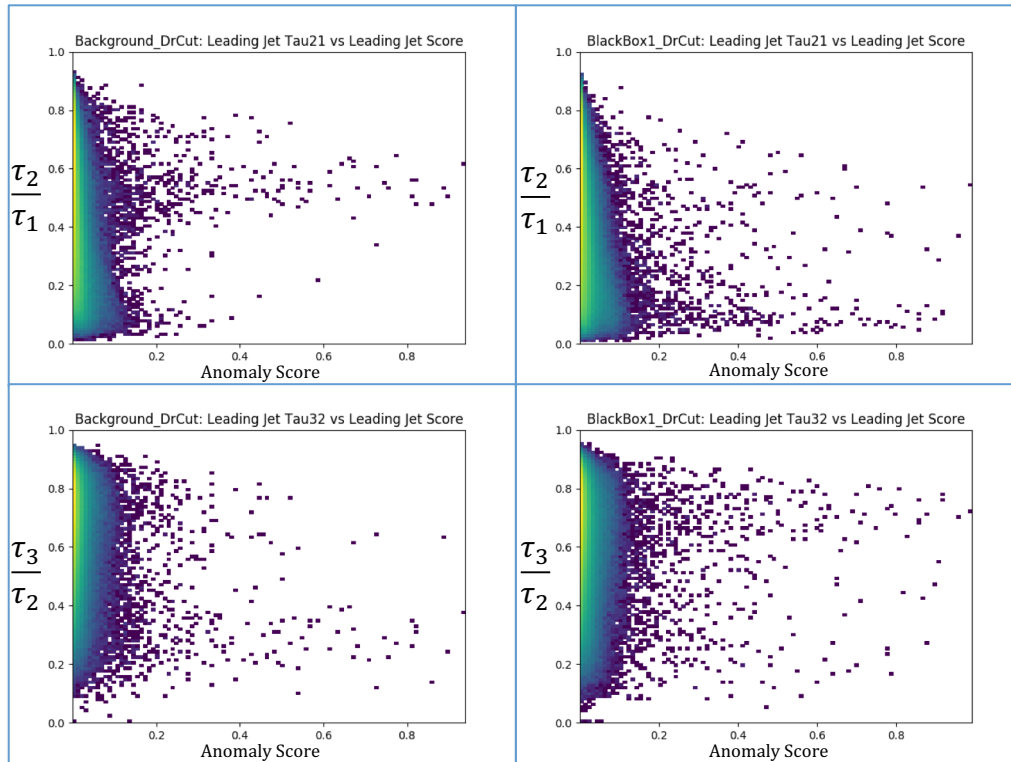 Background_DrCut: Leading Jet Tau21 vs Leading Jet Score
1.0
0.8
0.6
0.4
0.2
0.0
τ2
τ1
0.2 0.4 0.6 0.8
Anomaly Score
BlackBox1_DrCut: Leading Jet Tau21 vs Leading Jet Score
1.0
0.8
0.6
0.4
0.2
0.0
τ2
τ1
0.2 0.4 0.6 0.8
Anomaly Score
Background_DrCut: Leading Jet Tau32 vs Leading Jet Score
1.0
0.8
0.6
0.4
0.2
0.0
τ3
τ2
0.2 0.4 0.6 0.8
Anomaly Score
BlackBox1_DrCut: Leading Jet Tau32 vs Leading Jet Score
1.0
0.8
0.6
0.4
0.2
0.0
τ3
τ2
0.2 0.4 0.6 0.8
Anomaly Score